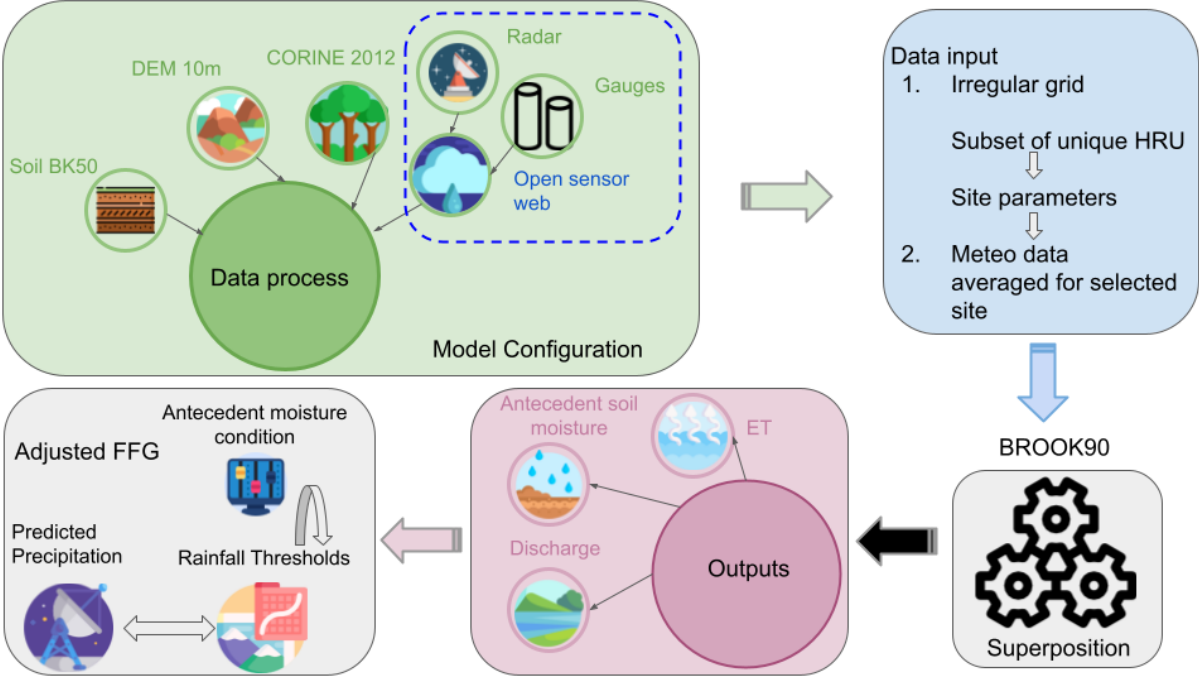 Radar
CORINE 2012
DEM 10m
Gauges
Soil BK50
Open sensor
web
Data process
Model Configuration
Data input
1. Irregular grid
Subset of unique HRU
Site parameters
2. Meteo data
averaged for selected
site
BROOK90
Superposition
Antecedent soil
moisture
ET
Discharge
Outputs
Antecedent moisture
condition
Adjusted FFG
Predicted
Precipitation
Rainfall Thresholds